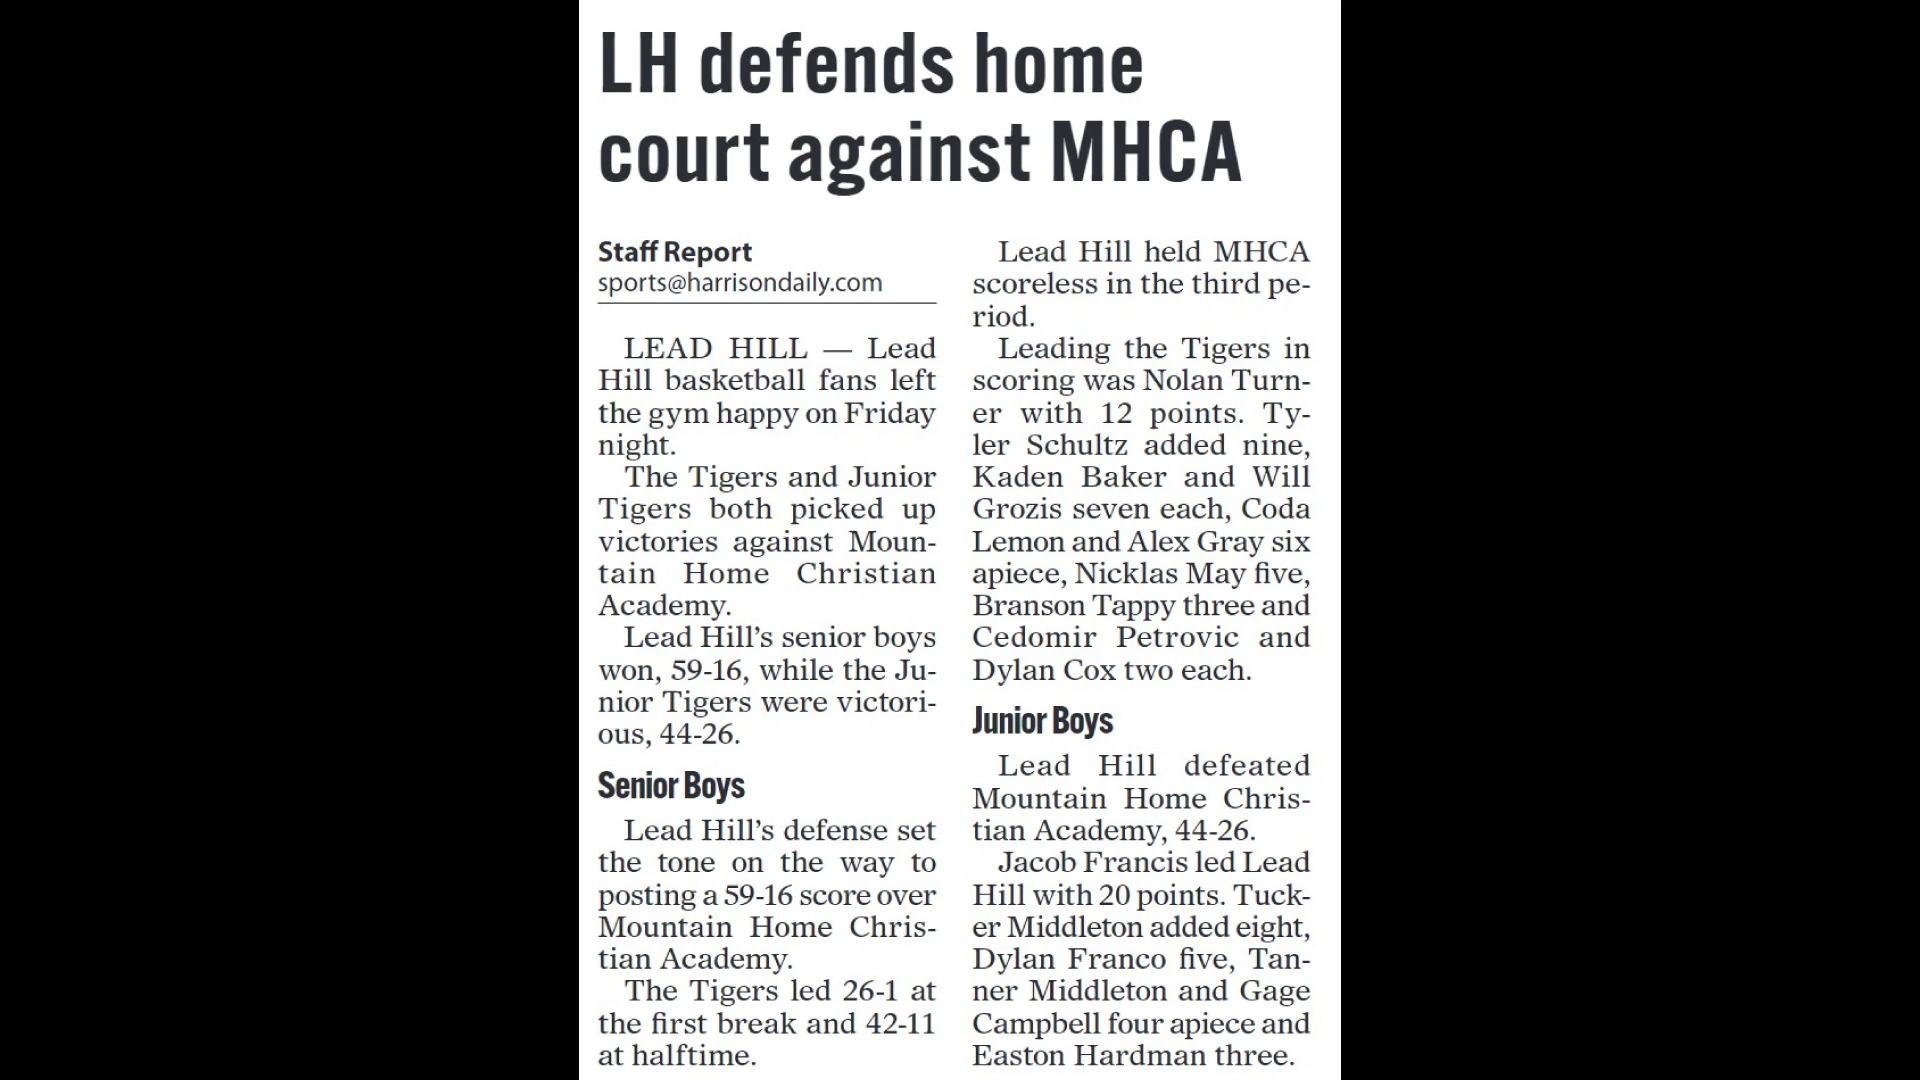 LH defends home
court against MHCA
Staff Report
sports@harrisondaily.com
LEAD HILL — Lead
Hill basketball fans left
the gym happy on Friday
night.
The Tigers and Junior
Tigers both picked up
victories against Moun-
tain Home Christian
Academy.
Lead Hill’s senior boys
won, 59-16, while the Ju-
nior Tigers were victori-
ous, 44-26.
Senior Boys
Lead Hill’s defense set
the tone on the way to
posting a 59-16 score over
Mountain Home Chris-
tian Academy.
The Tigers led 26-1 at
the first break and 42-11
at halftime.
Lead Hill held MHCA
scoreless in the third pe-
riod.
Leading the Tigers in
scoring was Nolan Turn-
er with 12 points. Ty-
ler Schultz added nine,
Kaden Baker and Will
Grozis seven each, Coda
Lemon and Alex Gray six
apiece, Nicklas May five,
Branson Tappy three and
Cedomir Petrovic and
Dylan Cox two each.
Junior Boys
Lead Hill defeated
Mountain Home Chris-
tian Academy, 44-26.
Jacob Francis led Lead
Hill with 20 points. Tuck-
er Middleton added eight,
Dylan Franco five, Tan-
ner Middleton and Gage
Campbell four apiece and
Easton Hardman three.